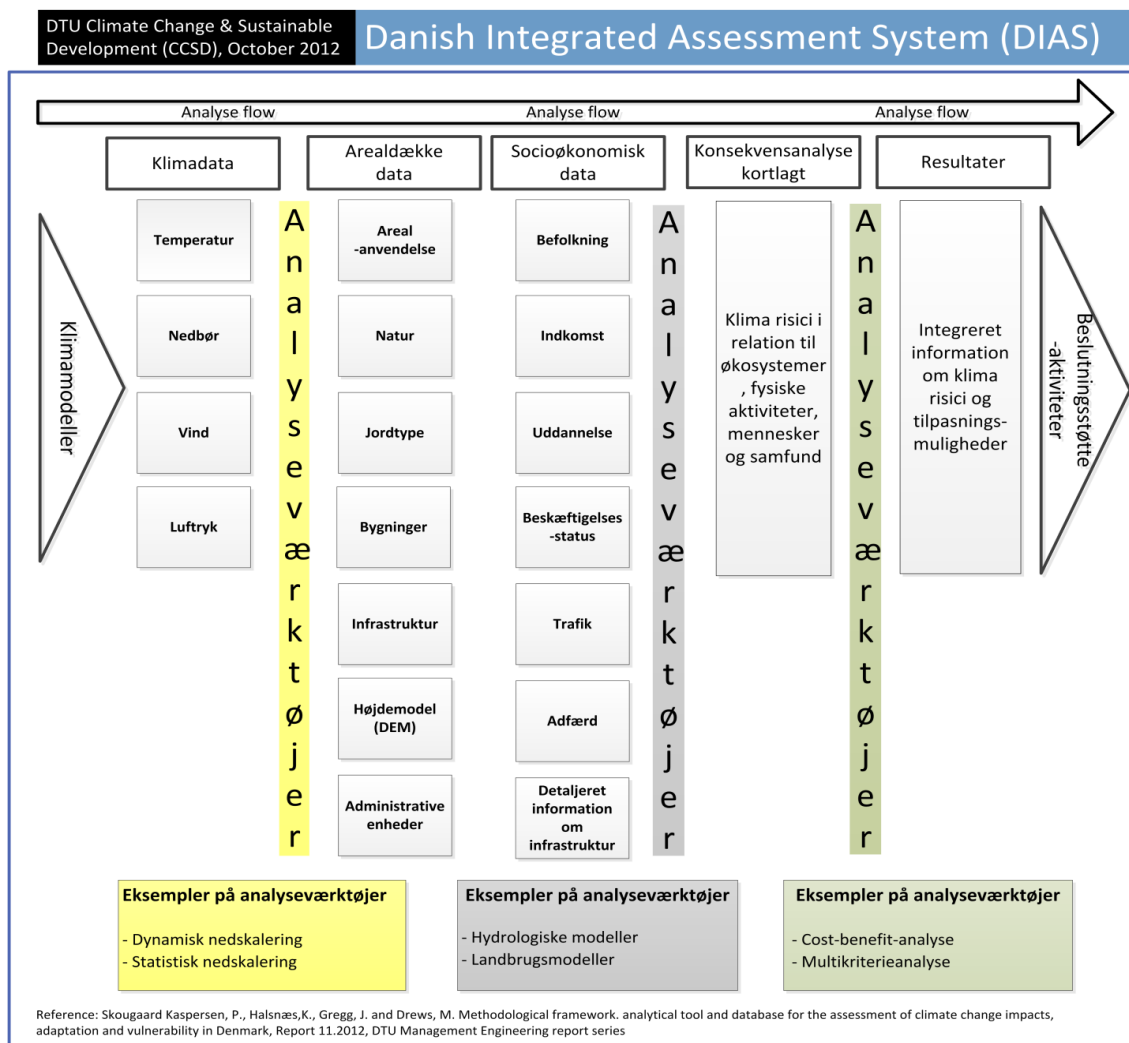 DTU Climate Change & Sustainable
Development (CCSD), October 2012
Danish Integrated Assessment System (DIAS)
Analyse flow
Analyse flow
Analyse flow
Klimadata
Arealdække
data
Socioøkonomisk
data
Konsekvensanalyse
kortlagt
Resultater
Klimamodeller
Temperatur
Nedbør
Vind
Luftryk
Analyseværktøjer
Areal
-anvendelse
Natur
Jordtype
Bygninger
Infrastruktur
Højdemodel
(DEM)
Administrative
enheder
Befolkning
Indkomst
Uddannelse
Beskæftigelses
-status
Trafik
Adfærd
Detaljeret
information
om
infrastruktur
Analyseværktøjer
Klima risici i
relation til
økosystemer
, fysiske
aktiviteter,
mennesker
og samfund
Analyseværktøjer
Integreret
information
om klima
risici og
tilpasnings-
muligheder
Beslutningsstøtte
-aktiviteter
Eksempler på analyseværktøjer
- Dynamisk nedskalering
- Statistisk nedskalering
Eksempler på analyseværktøjer
- Hydrologiske modeller
- Landbrugsmodeller
Eksempler på analyseværktøjer
- Cost-benefit-analyse
- Multikriterieanalyse
Reference: Skougaard Kaspersen, P., Halsnæs,K., Gregg, J. and Drews, M. Methodological framework. analytical tool and database for the assessment of climate change impacts,
adaptation and vulnerability in Denmark, Report 11.2012, DTU Management Engineering report series